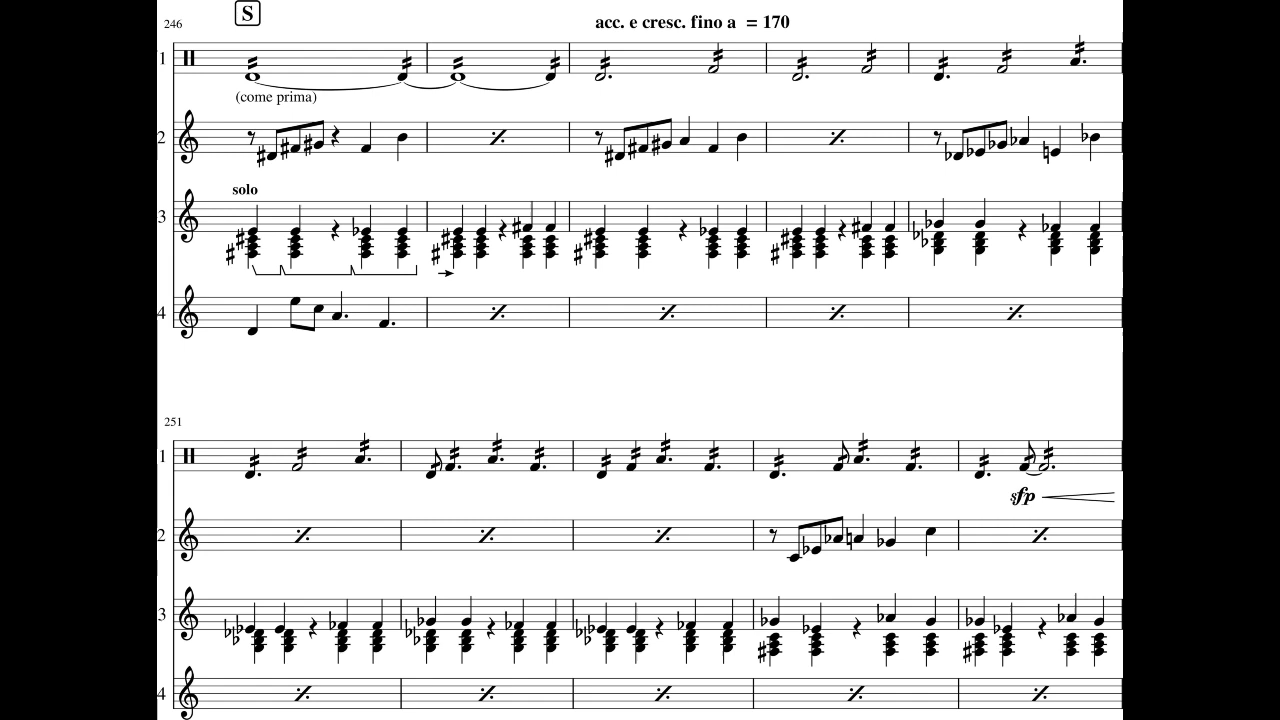 S
246
acc. e cresc. fino a = 170
1
(come prima)
2
solo
3
4
251
1
sfp
2
3
4